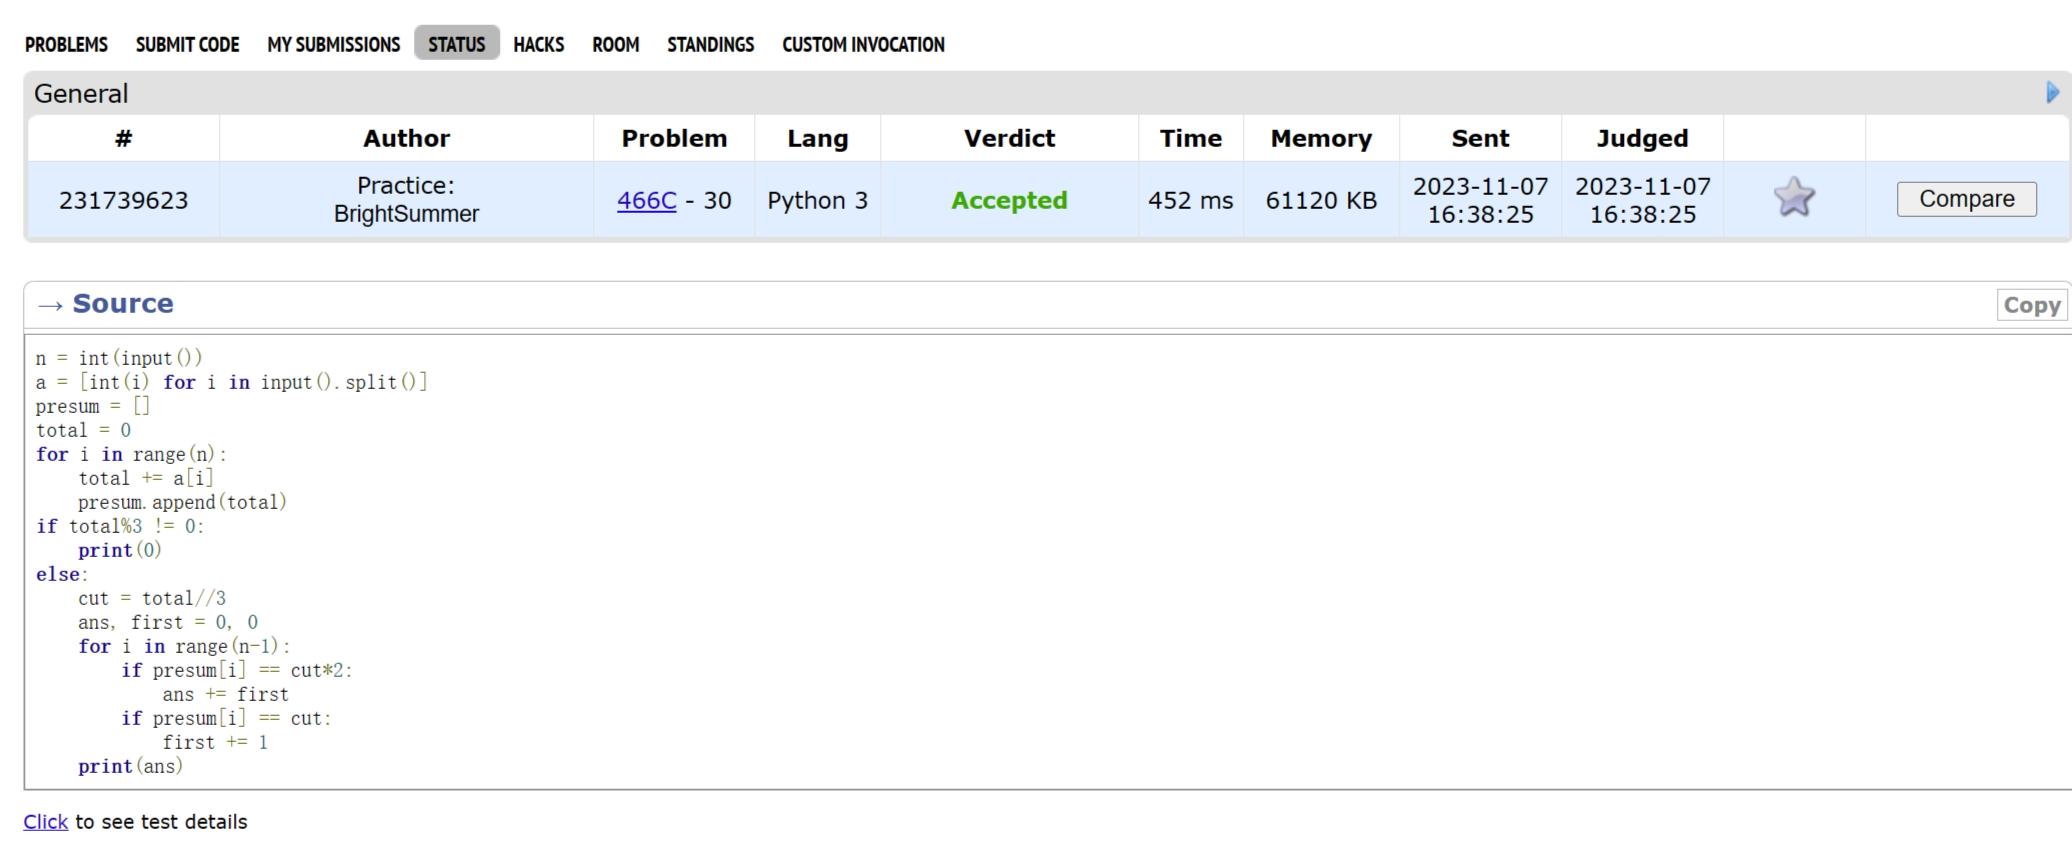 PROBLEMS SUBMIT CODE MY SUBMISSIONS STATUS HACKS ROOM STANDINGS CUSTOM INVOCATION
General
# Author Problem Lang Verdict Time Memory Sent Judged
231739623 Practice: BrightSummer 466C - 30 Python 3 Accepted 452 ms 61120 KB 2023-11-07 16:38:25 2023-11-07 16:38:25 Compare
→ Source Copy
n = int(input())
a = [int(i) for i in input().split()]
presum = []
total = 0
for i in range(n):
    total += a[i]
    presum.append(total)
if total%3 != 0:
    print(0)
else:
    cut = total//3
    ans, first = 0, 0
    for i in range(n-1):
        if presum[i] == cut*2:
            ans += first
        if presum[i] == cut:
            first += 1
    print(ans)
Click to see test details